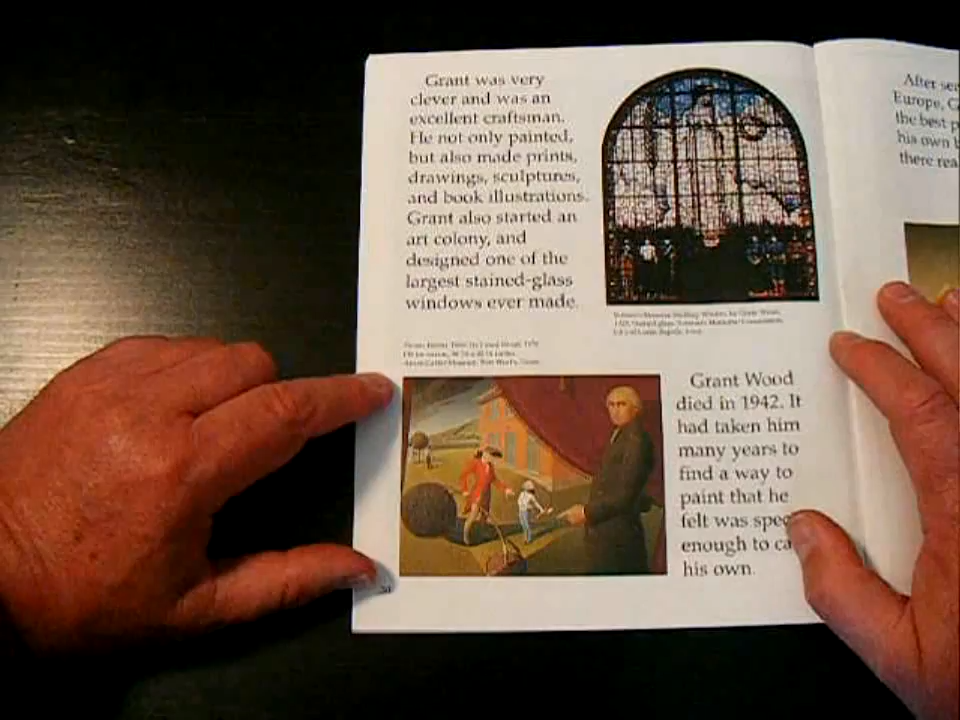 Grant was very
clever and was an
excellent craftsman.
He not only painted,
but also made prints,
drawings, sculptures,
and book illustrations.
Grant also started an
art colony, and
designed one of the
largest stained-glass
windows ever made.
Grant Wood
died in 1942. It
had taken him
many years to
find a way to
paint that he
felt was spec
enough to ca
his own.
After ser
Europe, G
the best p
his own b
there rea